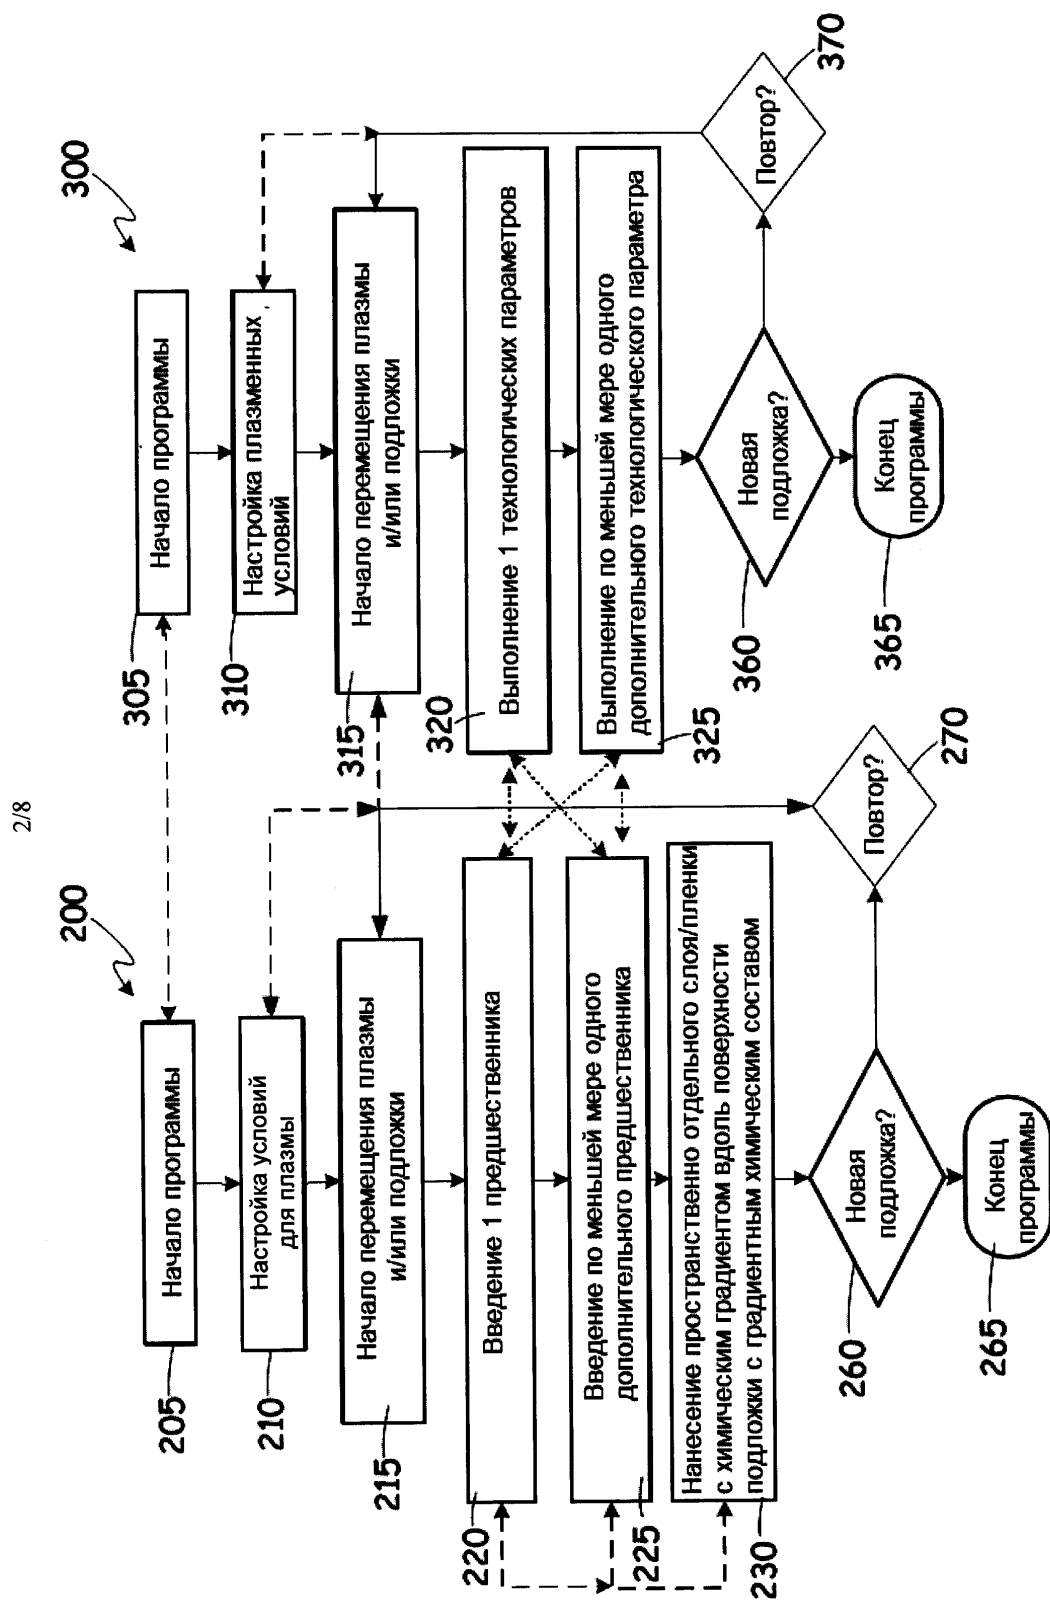 2/8
200
205
Начало программы
210
Настройка условий
для плазмы
215
Начало перемещения плазмы
и/или подложки
220
Введение 1 предшественника
225
Введение по меньшей мере одного
дополнительного предшественника
230
Нанесение пространственно отдельного слоя/пленки
с химическим градиентом вдоль поверхности
подложки с градиентным химическим составом
260
Новая
подложка?
Повтор?
270
265
Конец
программы
300
305
Начало программы
310
Настройка плазменных
условий
315
Начало перемещения плазмы
и/или подложки
320
Выполнение 1 технологических параметров
325
Выполнение по меньшей мере одного
дополнительного технологического параметра
360
Новая
подложка?
Повтор?
370
365
Конец
программы